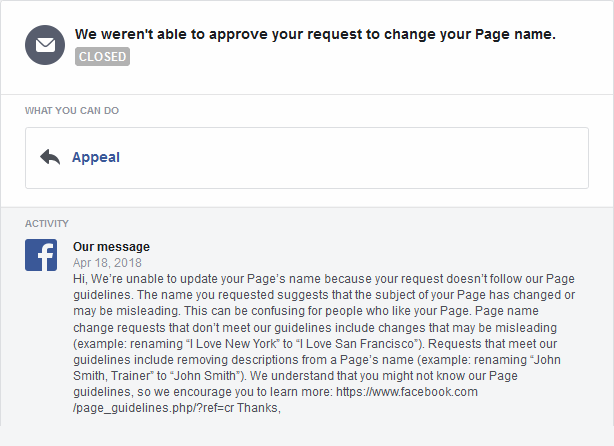 We weren't able to approve your request to change your Page name.
CLOSED
WHAT YOU CAN DO
Appeal
ACTIVITY
Our message
Apr 18, 2018
Hi, We’re unable to update your Page’s name because your request doesn’t follow our Page
guidelines. The name you requested suggests that the subject of your Page has changed or
may be misleading. This can be confusing for people who like your Page. Page name
change requests that don’t meet our guidelines include changes that may be misleading
(example: renaming “I Love New York” to “I Love San Francisco”). Requests that meet our
guidelines include removing descriptions from a Page’s name (example: renaming “John
Smith, Trainer” to “John Smith”). We understand that you might not know our Page
guidelines, so we encourage you to learn more: https://www.facebook.com
/page_guidelines.php/?ref=cr Thanks,